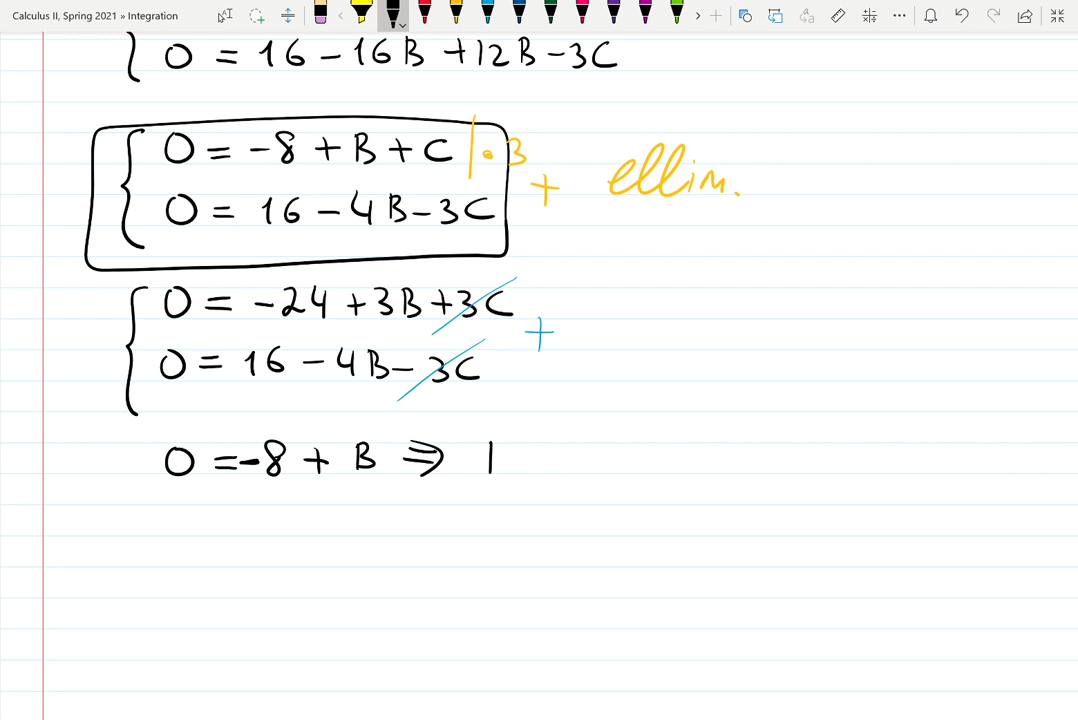 Calculus II, Spring 2021 » Integration
0 = 16 - 16B + 12B - 3C
0 = -8 + B + C | · 3
0 = 16 - 4B - 3C
+ ellim.
0 = -24 + 3B + 3C
0 = 16 - 4B - 3C
+
0 = -8 + B ⇒ |